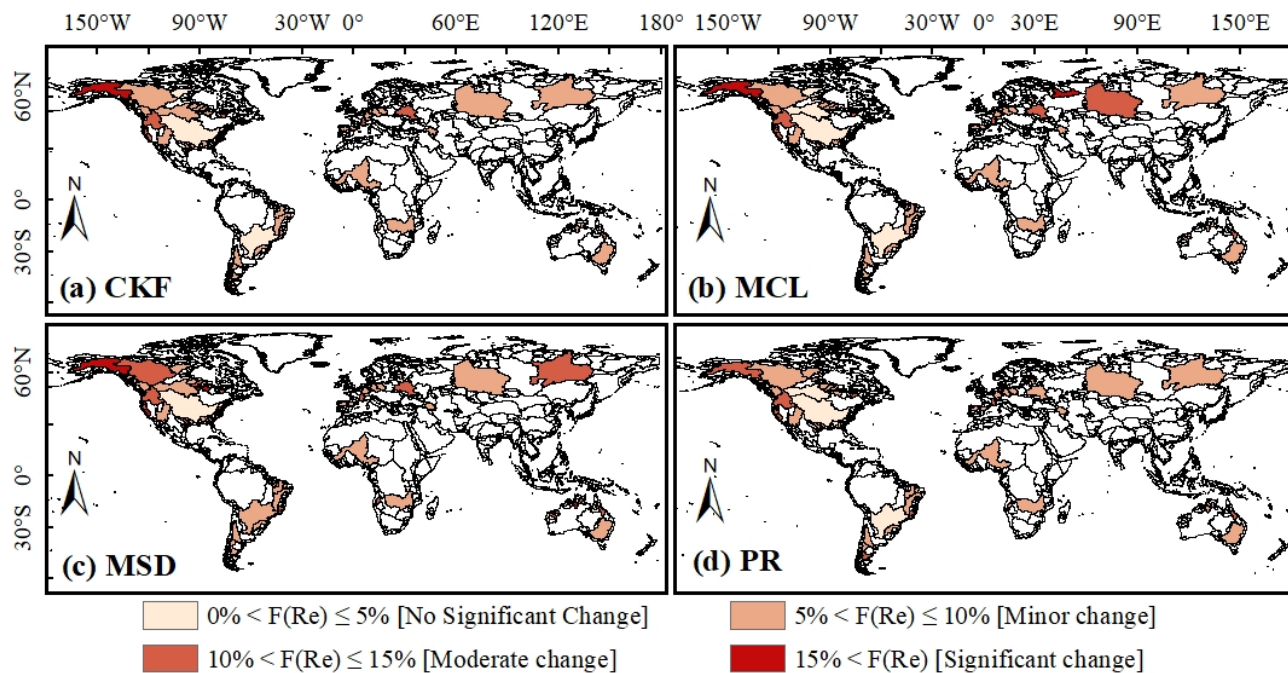 150°W 90°W 30°W 0° 60°E 120°E 180°
150°W 90°W 0° 30°E 90°E 150°E
60°N
0°
30°S
N
(a) CKF
N
(b) MCL
60°N
0°
30°S
N
(c) MSD
N
(d) PR
0% < F(Re) ≤ 5% [No Significant Change]
5% < F(Re) ≤ 10% [Minor change]
10% < F(Re) ≤ 15% [Moderate change]
15% < F(Re) [Significant change]